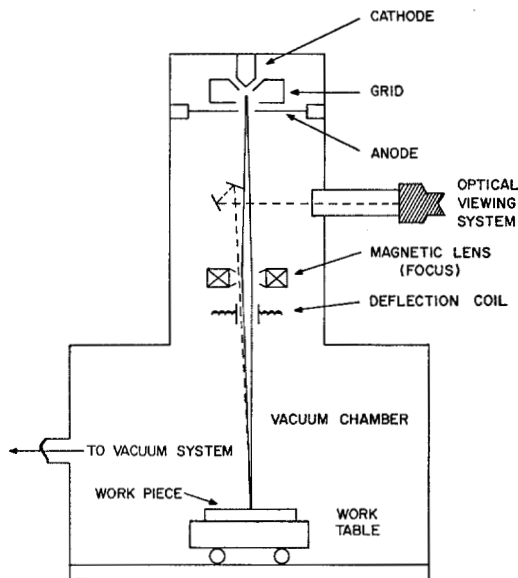 CATHODE
GRID
ANODE
OPTICAL
VIEWING
SYSTEM
MAGNETIC LENS
(FOCUS)
DEFLECTION COIL
VACUUM CHAMBER
TO VACUUM SYSTEM
WORK PIECE
WORK
TABLE